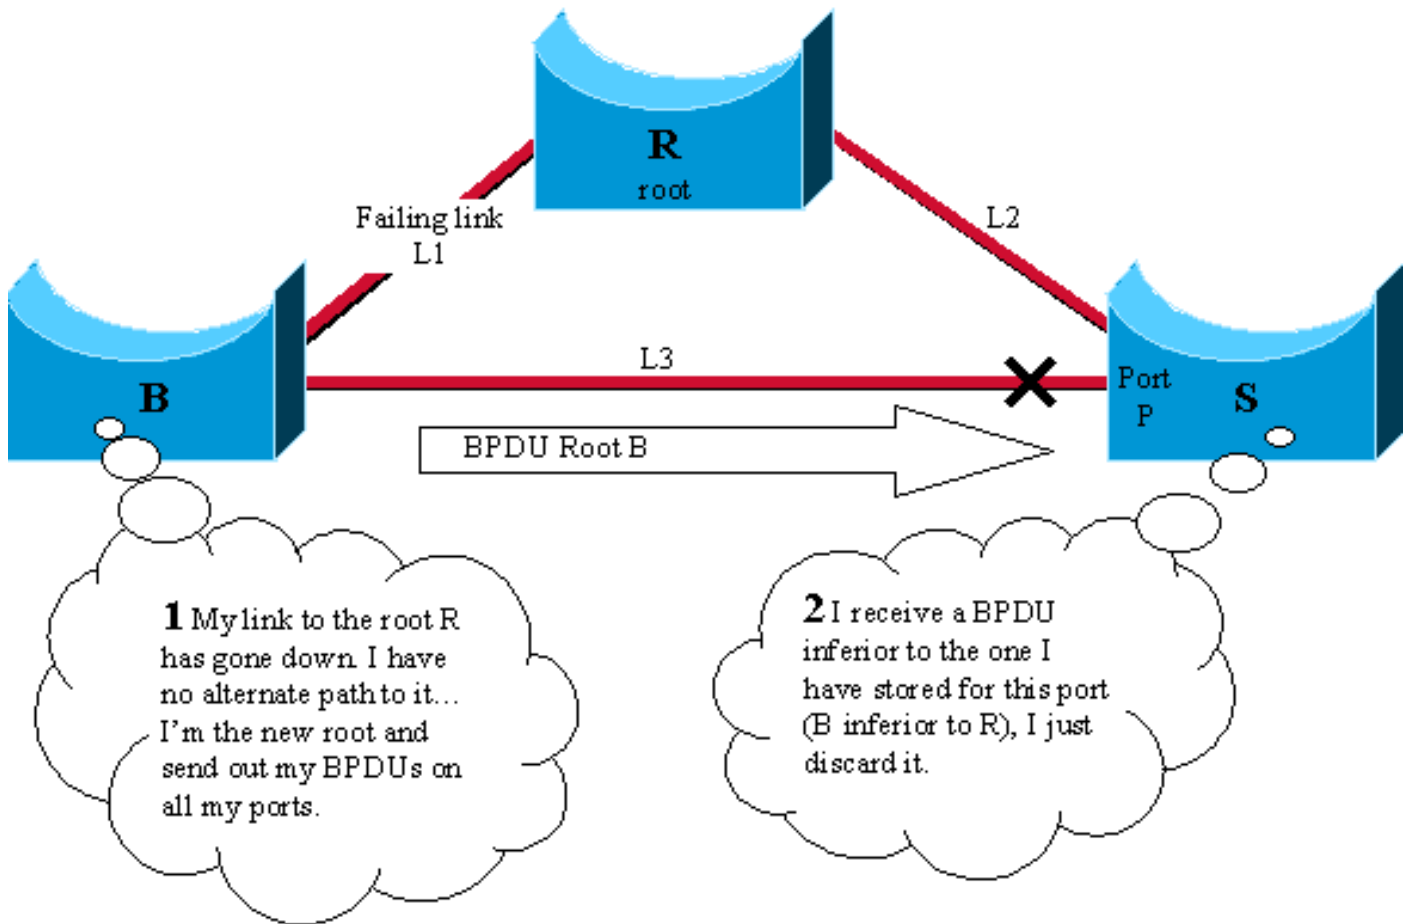 R
root
Failing link
L1
L2
L3
B
Port
P
S
BPDU Root B
1 My link to the root R
has gone down. I have
no alternate path to it...
I'm the new root and
send out my BPDUs on
all my ports.
2 I receive a BPDU
inferior to the one I
have stored for this port
(B inferior to R), I just
discard it.